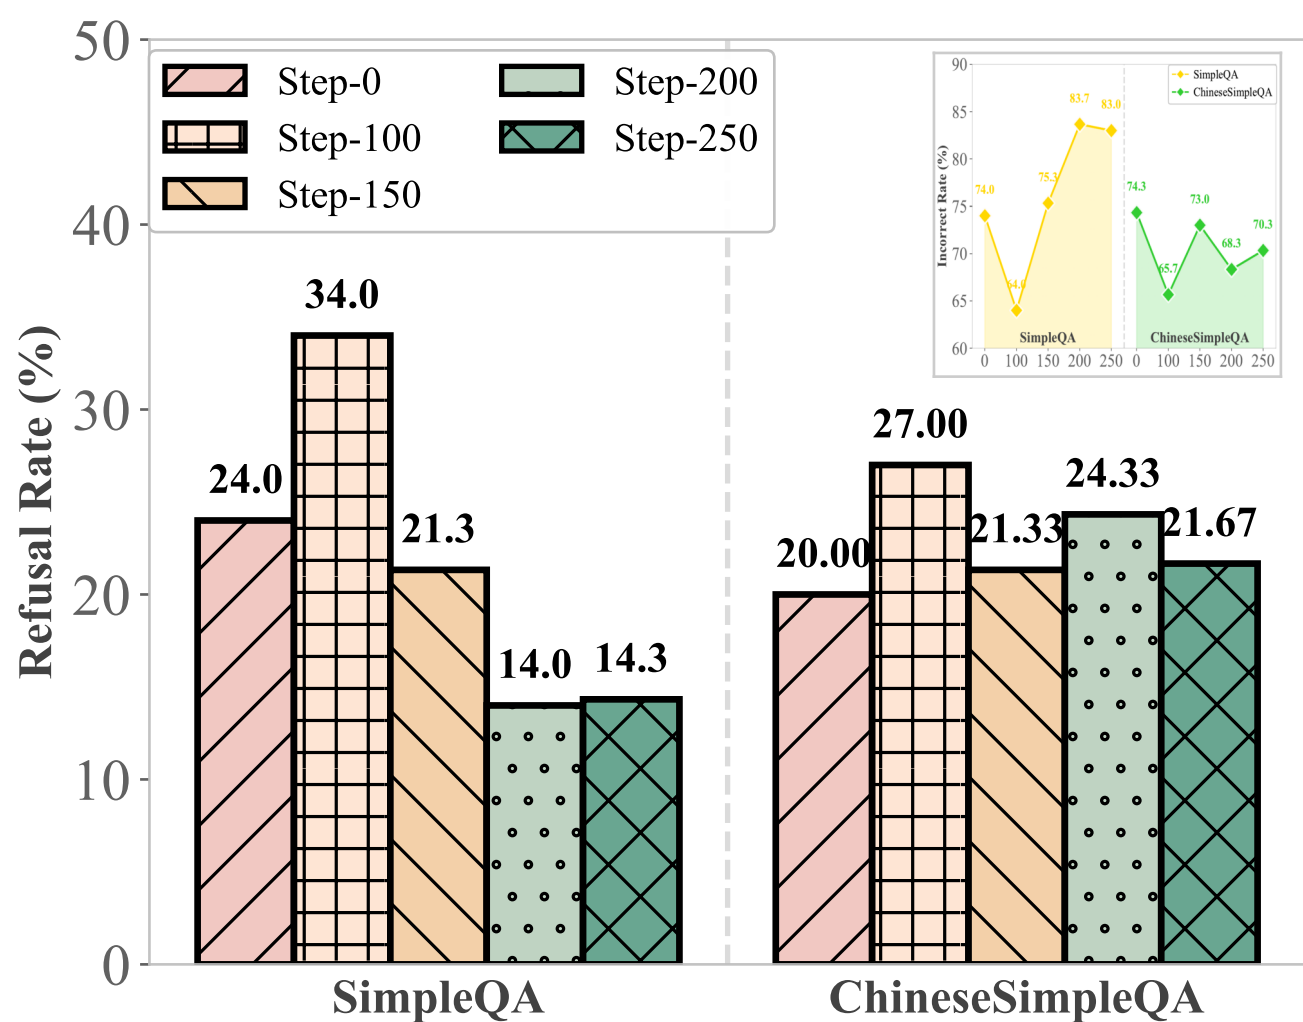 50
40
30
20
10
0
Refusal Rate (%)
Step-0
Step-100
Step-150
Step-200
Step-250
24.0
34.0
21.3
14.0
14.3
20.00
27.00
21.33
24.33
21.67
SimpleQA
ChineseSimpleQA
90
85
80
75
70
65
60
Incorrect Rate (%)
SimpleQA
ChineseSimpleQA
74.0
64.0
75.3
83.7
83.0
74.3
65.7
73.0
68.3
70.3
SimpleQA
ChineseSimpleQA
0 100 150 200 250 0 100 150 200 250